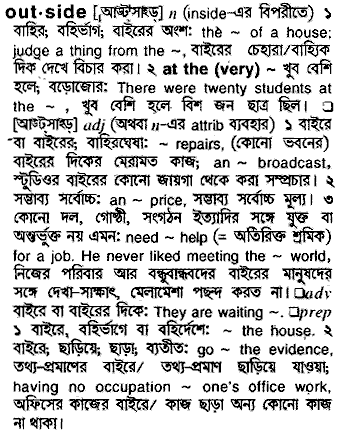 out·side [‚আউট্‌সাইড্] n (inside-এর বিপরীতে) ১
বাহির; বহির্ভাগ; বাইরের অংশ: the ~ of a house;
judge a thing from the ~, বাইরের চেহারা/বাহ্যিক
দিক দেখে বিচার করা। ২ at the (very) ~ খুব বেশি
হলে; বড়োজোর: There were twenty students at
the ~, খুব বেশি হলে বিশ জন ছাত্র ছিল। □
[আউট্‌সাইড্] adj (অথবা n-এর attrib ব্যবহার) ১ বাইরে
বা বাইরের; বাহিরঘেষা: ~ repairs, (কোনো ভবনের)
বাইরের দিকের মেরামত কাজ; an ~ broadcast,
স্টুডিওর বাইরের কোনো জায়গা থেকে করা সম্প্রচার। ২
সম্ভাব্য সর্বোচ্চ: an ~ price, সম্ভাব্য সর্বোচ্চ মূল্য। ৩
কোনো দল, গোষ্ঠী, সংগঠন ইত্যাদির সঙ্গে যুক্ত বা
অন্তর্ভুক্ত নয় এমন: need ~ help (= অতিরিক্ত শ্রমিক)
for a job. He never liked meeting the ~ world,
নিজের পরিবার আর বন্ধুবান্ধবদের বাইরের মানুষদের
সঙ্গে দেখা-সাক্ষাৎ, মেলামেশা পছন্দ করত না। □adv
বাইরে বা বাইরের দিকে: They are waiting ~. □prep
১ বাইরে, বহির্ভাগে বা বহির্দেশে: ~ the house. ২
বাইরে; ছাড়িয়ে; ছাড়া; ব্যতীত: go ~ the evidence,
তথ্য-প্রমাণের বাইরে/ তথ্য-প্রমাণ ছাড়িয়ে যাওয়া;
having no occupation ~ one's office work,
অফিসের কাজের বাইরে/ কাজ ছাড়া অন্য কোনো কাজ
না থাকা।